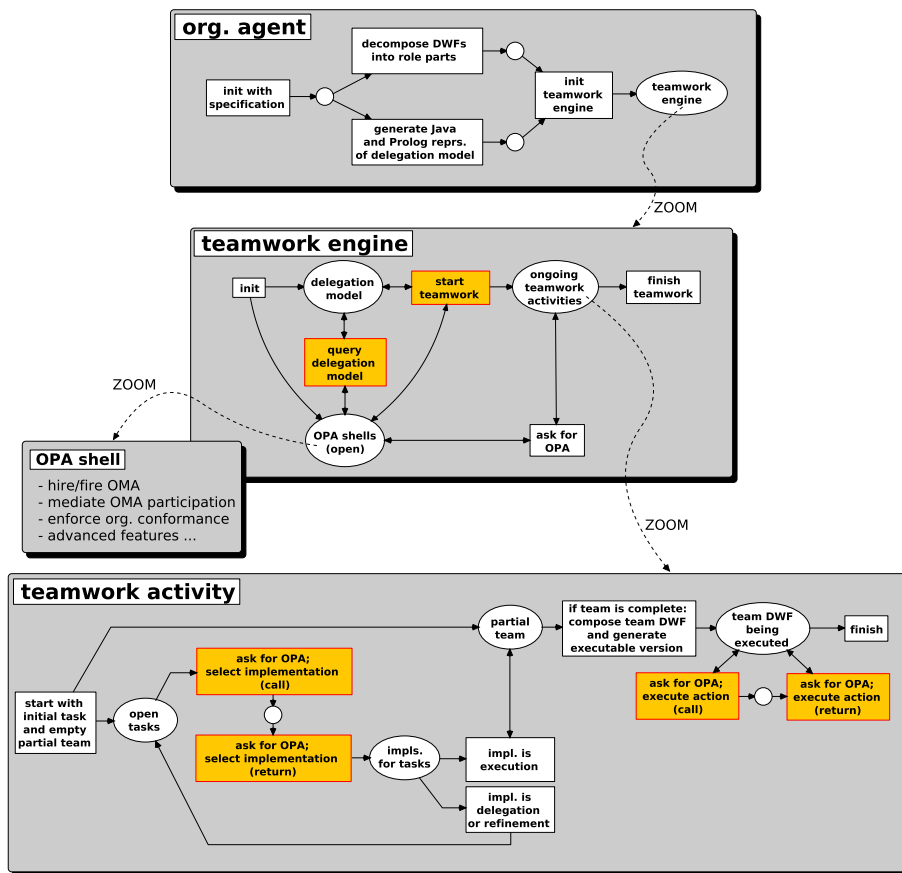 org. agent
decompose DWFs
into role parts
init with
specification
init
teamwork
engine
teamwork
engine
generate Java
and Prolog reprs.
of delegation model
ZOOM
teamwork engine
init
delegation
model
start
teamwork
ongoing
teamwork
activities
finish
teamwork
query
delegation
model
ZOOM
OPA shells
(open)
ask for
OPA
OPA shell
- hire/fire OMA
- mediate OMA participation
- enforce org. conformance
- advanced features ...
ZOOM
teamwork activity
partial
team
if team is complete:
compose team DWF
and generate
executable version
team DWF
being
executed
finish
ask for OPA;
select implementation
(call)
ask for OPA;
execute action
(call)
ask for OPA;
execute action
(return)
start with
initial task
and empty
partial team
open
tasks
ask for OPA;
select implementation
(return)
impls.
for tasks
impl. is
execution
impl. is
delegation
or refinement